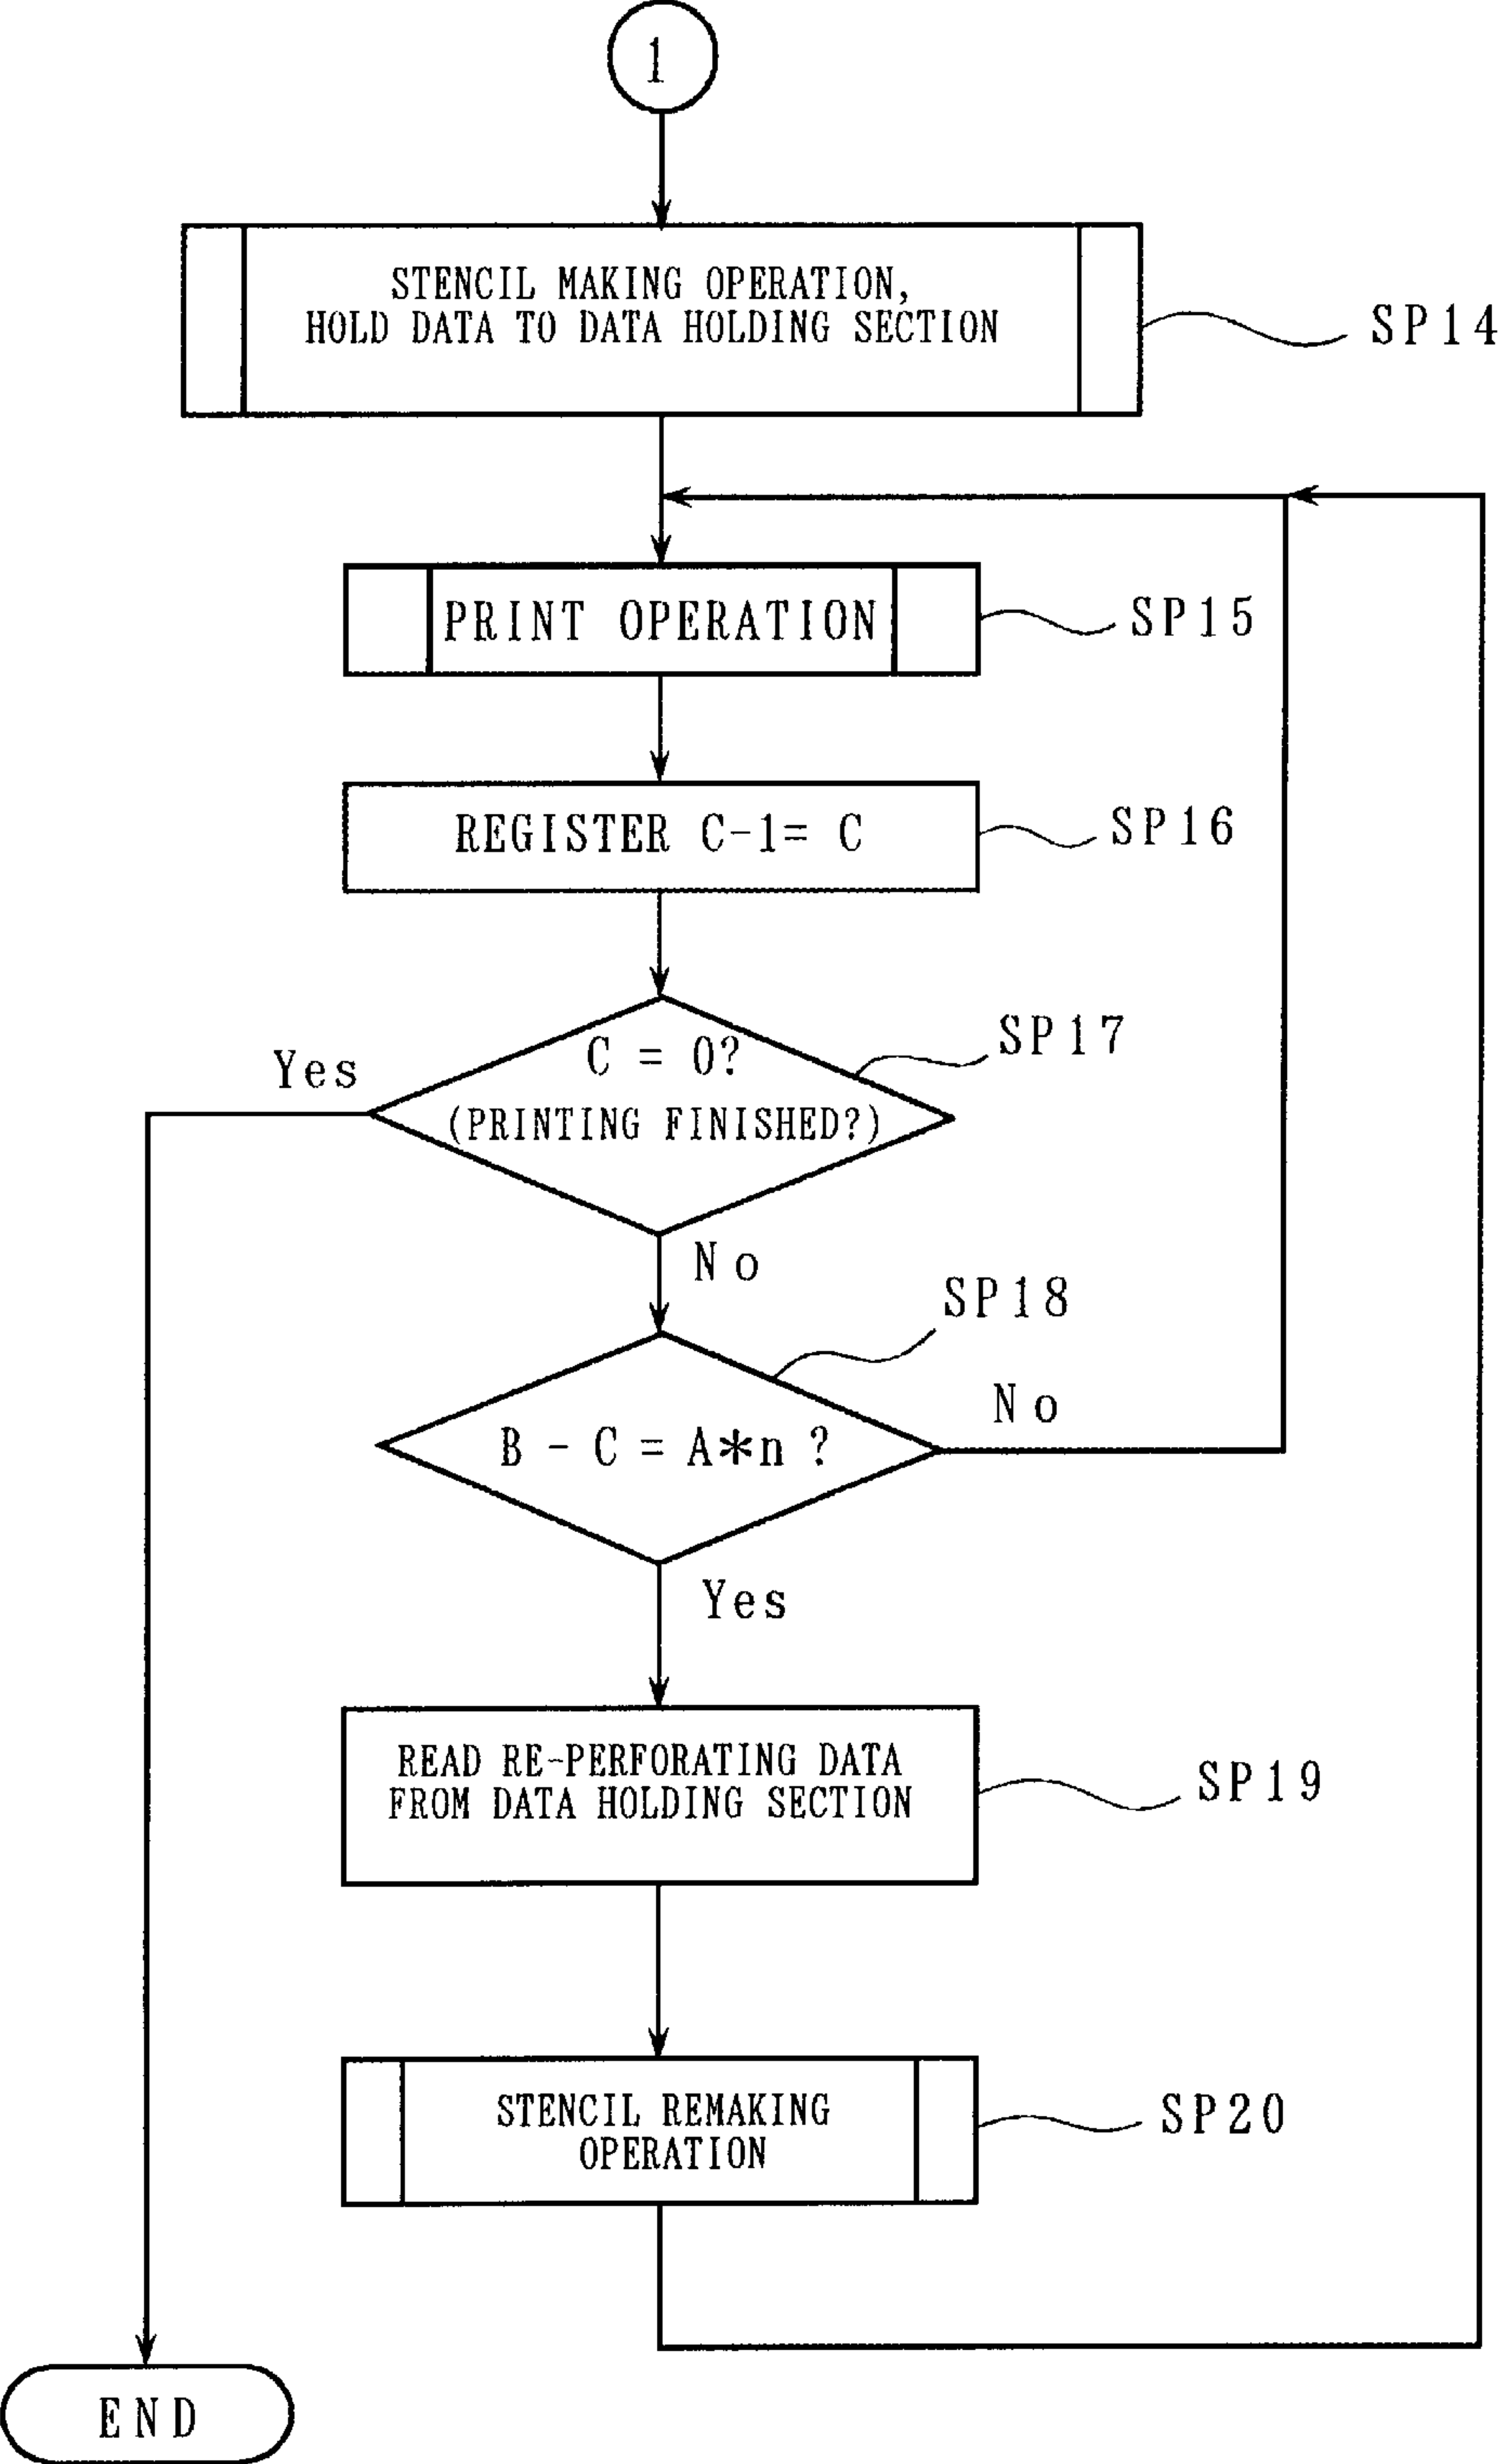 1
STENCIL MAKING OPERATION,
HOLD DATA TO DATA HOLDING SECTION
SP14
PRINT OPERATION
SP15
REGISTER C-1= C
SP16
C = 0?
(PRINTING FINISHED?)
SP17
Yes
No
B - C = A*n ?
SP18
No
Yes
READ RE-PERFORATING DATA
FROM DATA HOLDING SECTION
SP19
STENCIL REMAKING
OPERATION
SP20
END